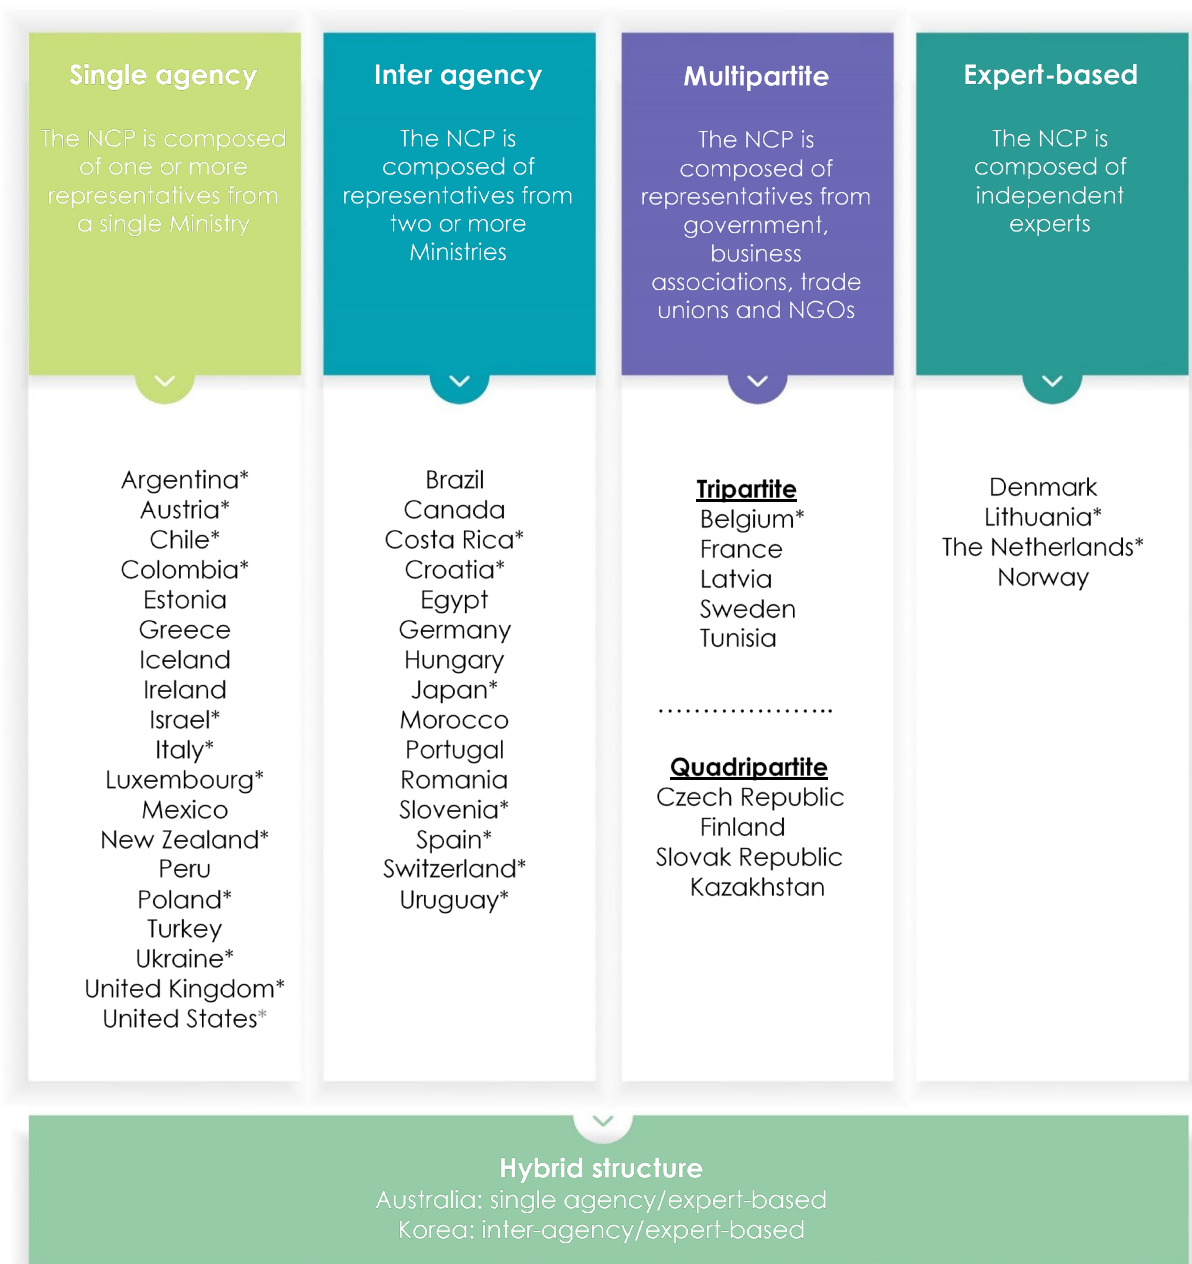 Single agency
The NCP is composed
of one or more
representatives from
a single Ministry
Argentina*
Austria*
Chile*
Colombia*
Estonia
Greece
Iceland
Ireland
Israel*
Italy*
Luxembourg*
Mexico
New Zealand*
Peru
Poland*
Turkey
Ukraine*
United Kingdom*
United States*
Inter agency
The NCP is
composed of
representatives from
two or more
Ministries
Brazil
Canada
Costa Rica*
Croatia*
Egypt
Germany
Hungary
Japan*
Morocco
Portugal
Romania
Slovenia*
Spain*
Switzerland*
Uruguay*
Multipartite
The NCP is
composed of
representatives from
government,
business
associations, trade
unions and NGOs
Tripartite
Belgium*
France
Latvia
Sweden
Tunisia
....................
Quadripartite
Czech Republic
Finland
Slovak Republic
Kazakhstan
Expert-based
The NCP is
composed of
independent
experts
Denmark
Lithuania*
The Netherlands*
Norway
Hybrid structure
Australia: single agency/expert-based
Korea: inter-agency/expert-based